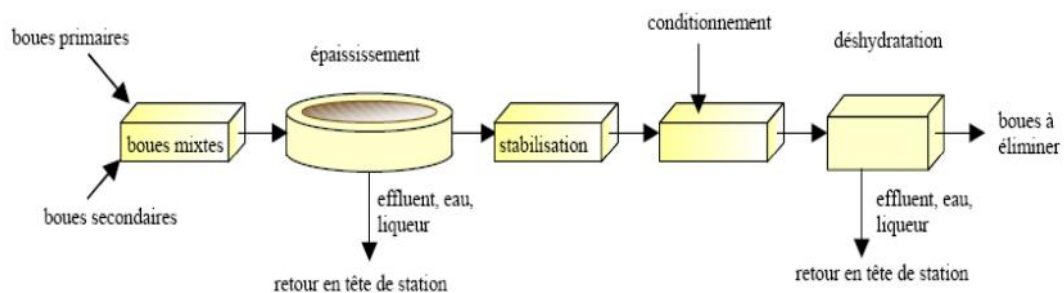 boues primaires
épaississement
conditionnement
déshydratation
boues mixtes
stabilisation
boues à
éliminer
boues secondaires
effluent, eau,
liqueur
effluent, eau,
liqueur
retour en tête de station
retour en tête de station